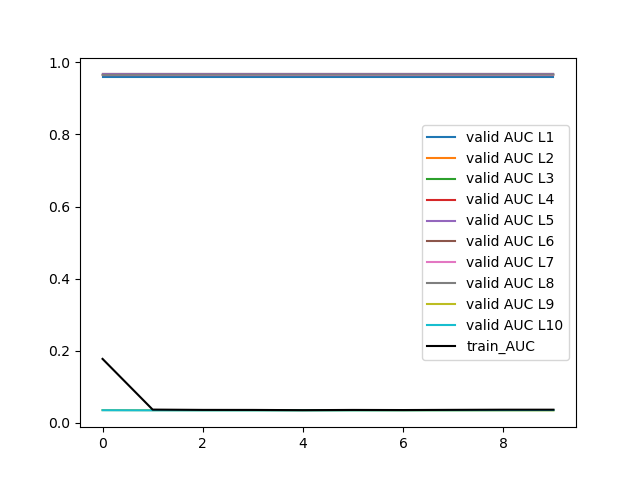 1.0
0.8
0.6
0.4
0.2
0.0
0 2 4 6 8
valid AUC L1
valid AUC L2
valid AUC L3
valid AUC L4
valid AUC L5
valid AUC L6
valid AUC L7
valid AUC L8
valid AUC L9
valid AUC L10
train_AUC